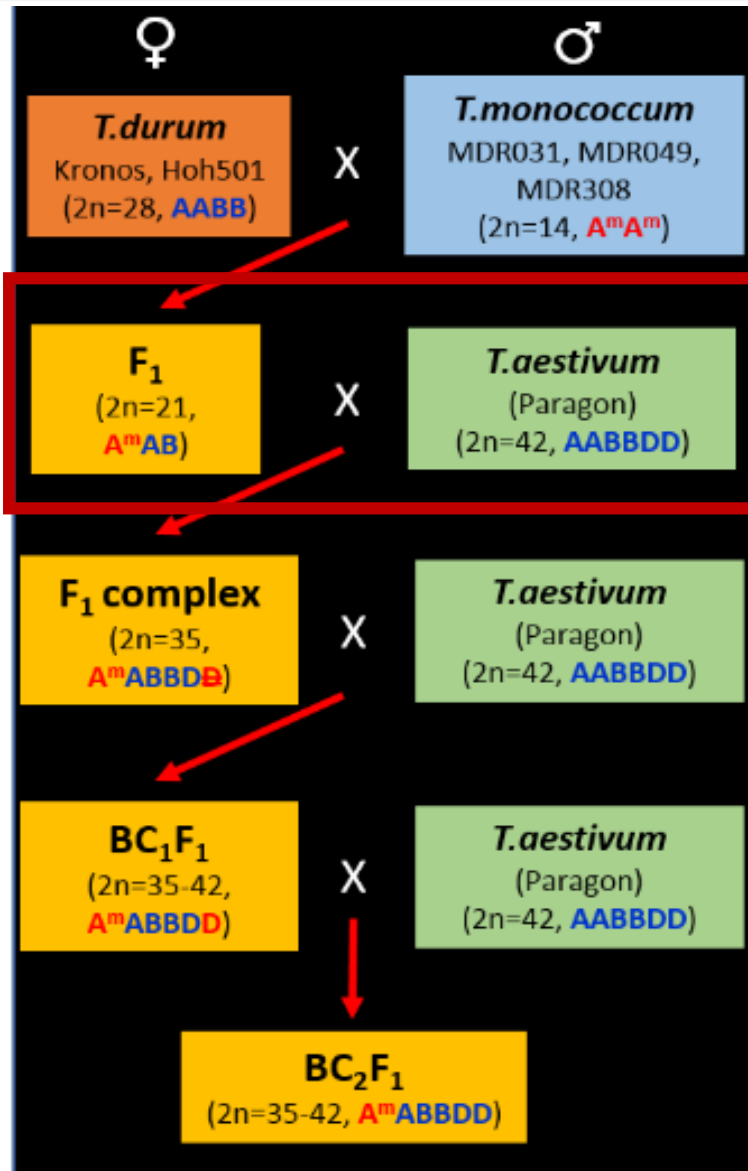 ♀ ♂
T.durum
Kronos, Hoh501
(2n=28, AABB)
X
T.monococcum
MDR031, MDR049,
MDR308
(2n=14, AᵐAᵐ)
F₁
(2n=21,
AᵐAB)
X
T.aestivum
(Paragon)
(2n=42, AABBDD)
F₁ complex
(2n=35,
AᵐABBDD)
X
T.aestivum
(Paragon)
(2n=42, AABBDD)
BC₁F₁
(2n=35-42,
AᵐABBDD)
X
T.aestivum
(Paragon)
(2n=42, AABBDD)
BC₂F₁
(2n=35-42, AᵐABBDD)